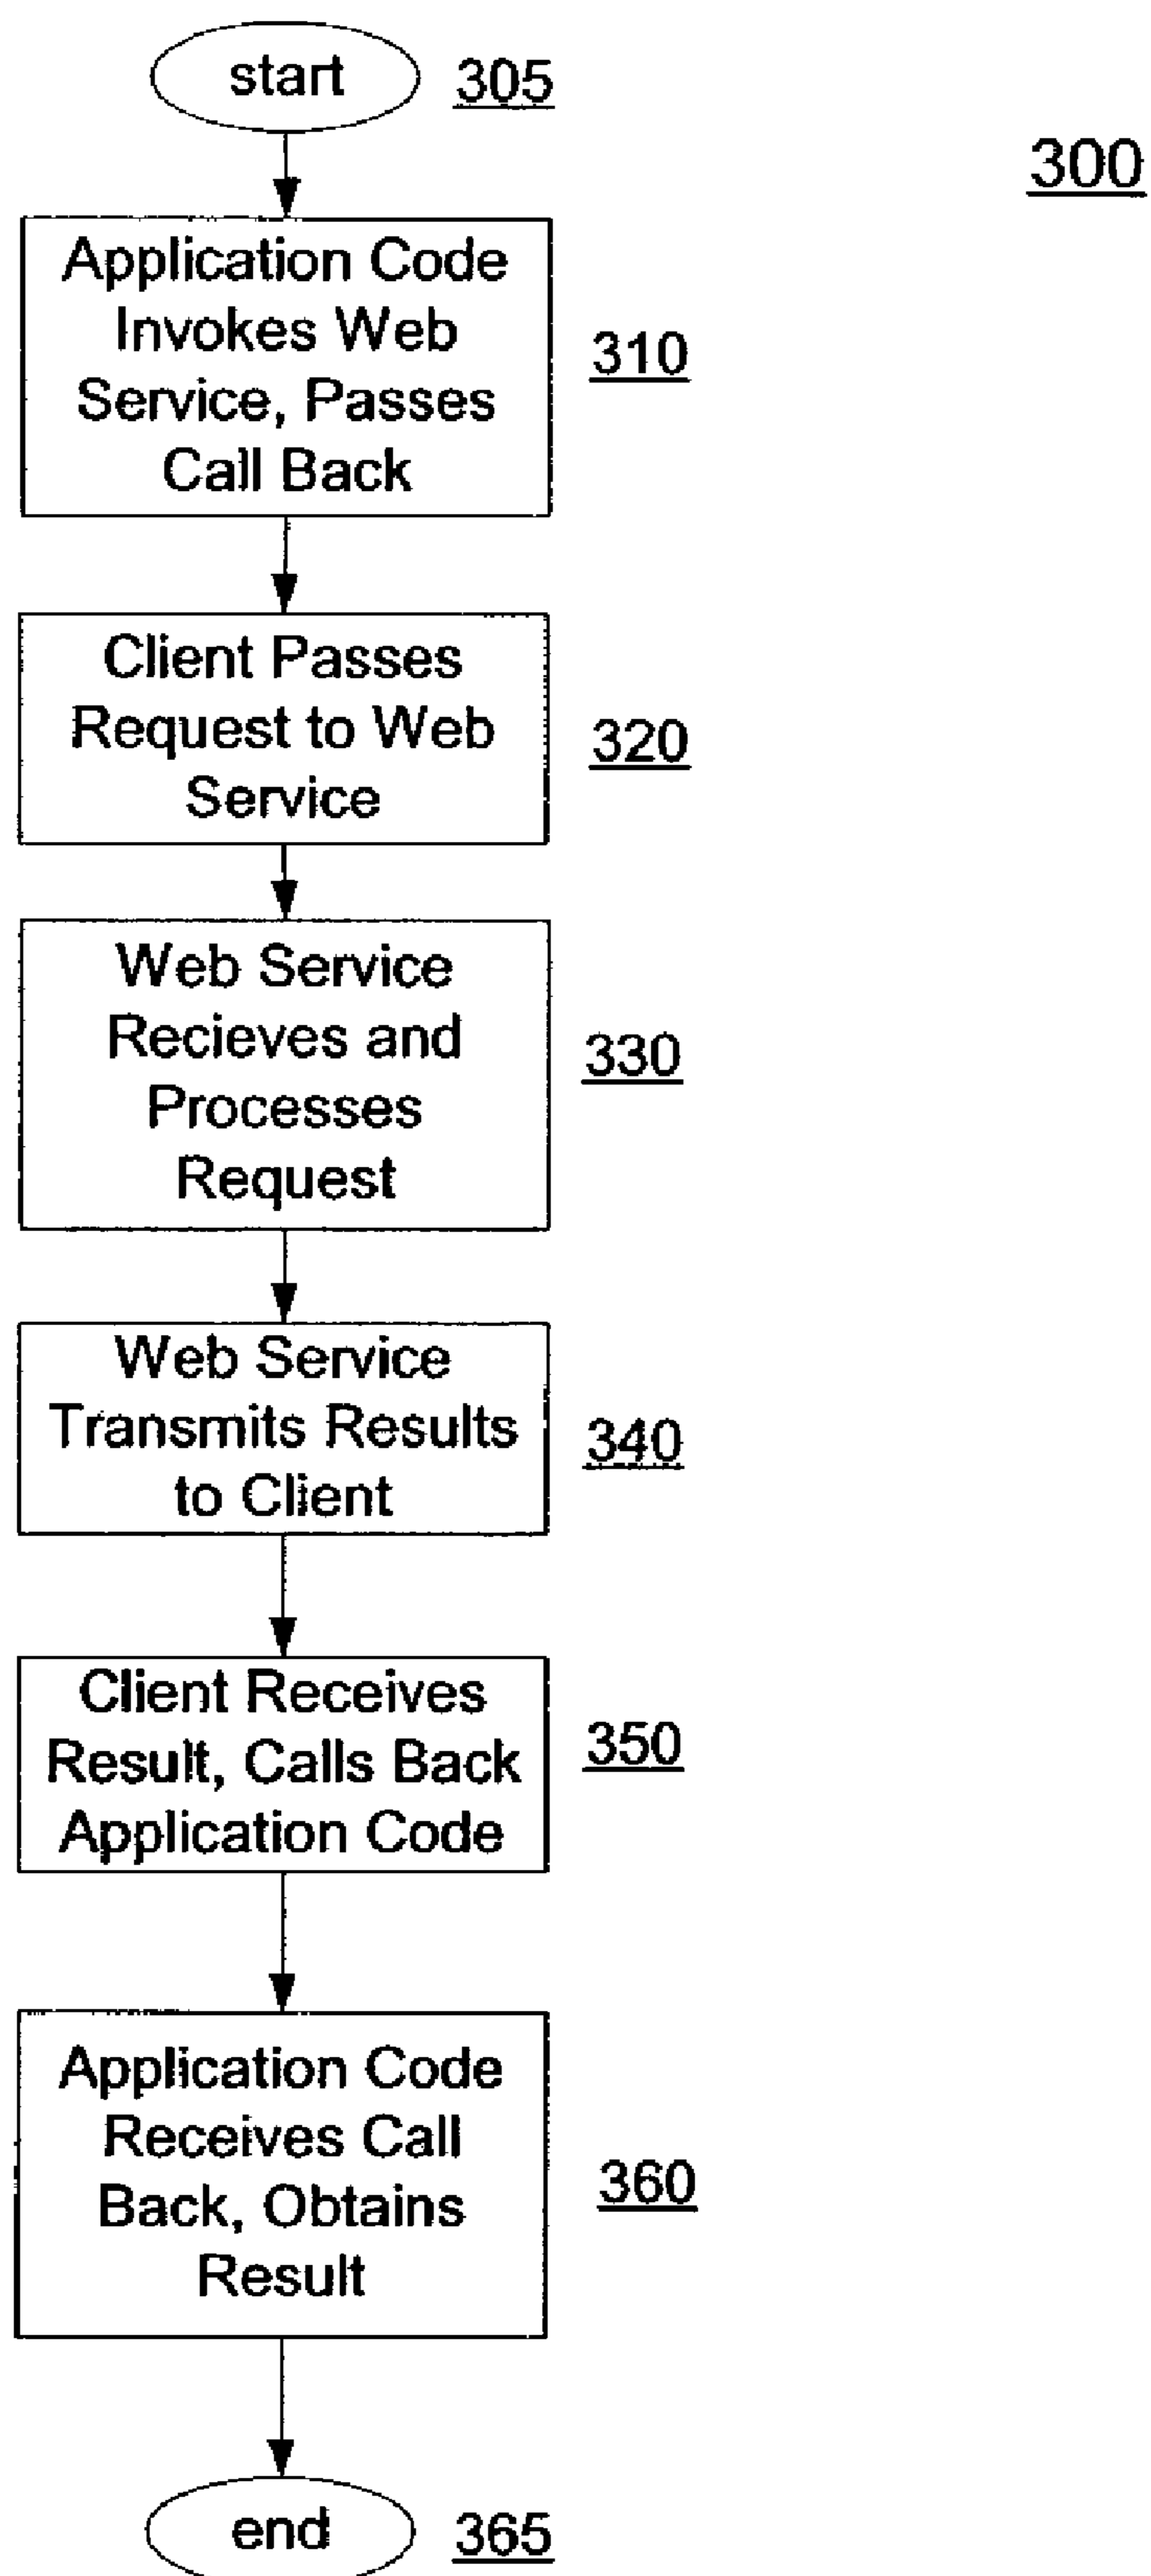 start
305
300
Application Code
Invokes Web
Service, Passes
Call Back
310
Client Passes
Request to Web
Service
320
Web Service
Recieves and
Processes
Request
330
Web Service
Transmits Results
to Client
340
Client Receives
Result, Calls Back
Application Code
350
Application Code
Receives Call
Back, Obtains
Result
360
end
365